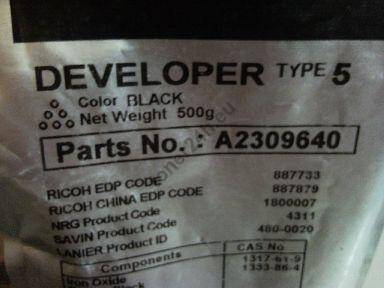 DEVELOPER TYPE 5
Color BLACK
Net Weight 500g
Parts No. : A2309640
RICOH EDP CODE 887733
RICOH CHINA EDP CODE 887879
NRG Product Code 1800007
SAVIN Product Code 4311
LANIER Product ID 480-0020
Components CAS No
Iron Oxide 1317-61-9
1333-86-4